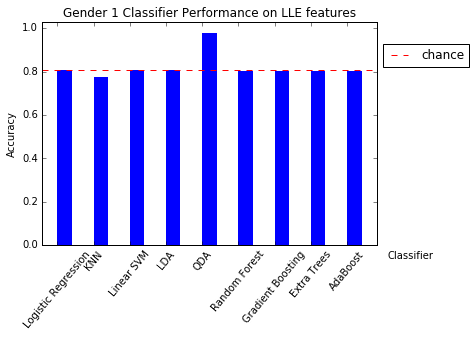 Gender 1 Classifier Performance on LLE features
1.0
0.8
0.6
0.4
0.2
0.0
Accuracy
chance
Logistic Regression
KNN
Linear SVM
LDA
QDA
Random Forest
Gradient Boosting
Extra Trees
AdaBoost
Classifier